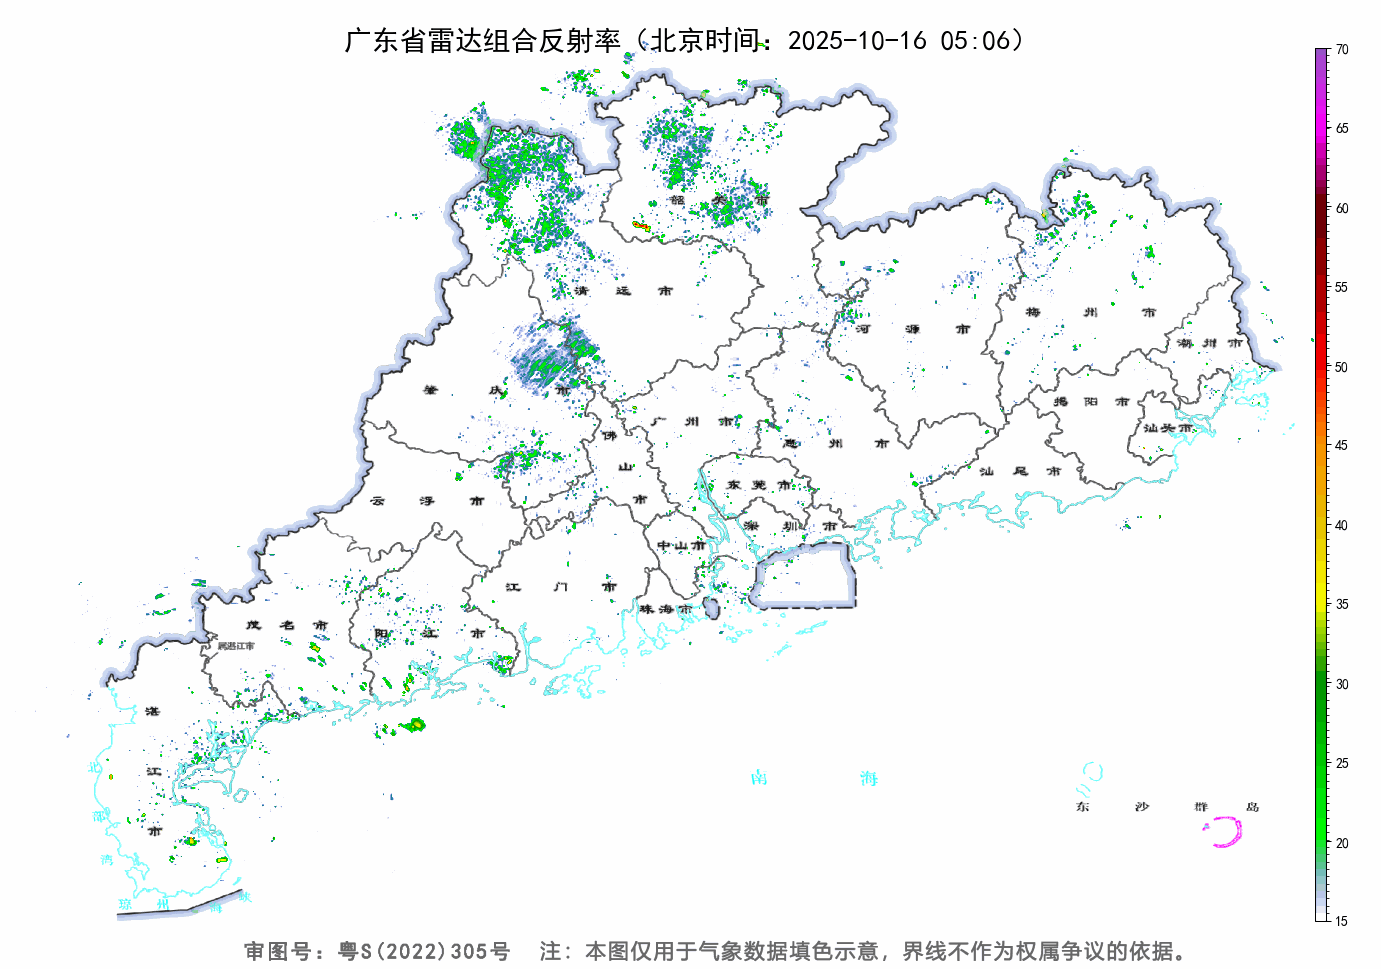 广东省雷达组合反射率（北京时间：2025-10-16 05:06）
70
65
60
55
50
45
40
35
30
25
20
15
韶 关 市
清 远 市
河 源 市
梅 州 市
潮 州 市
肇 庆 市
广 州 市
揭 阳 市
汕头市
佛 山 市
惠 州 市
汕 尾 市
东 莞 市
云 浮 市
深 圳 市
中山市
江 门 市
珠海市
茂 名 市
阳 江 市
属湛江市
湛 江 市
北 部 湾
南 海
东 沙 群 岛
琼 州 海 峡
审图号：粤S(2022)305号 注：本图仅用于气象数据填色示意，界线不作为权属争议的依据。